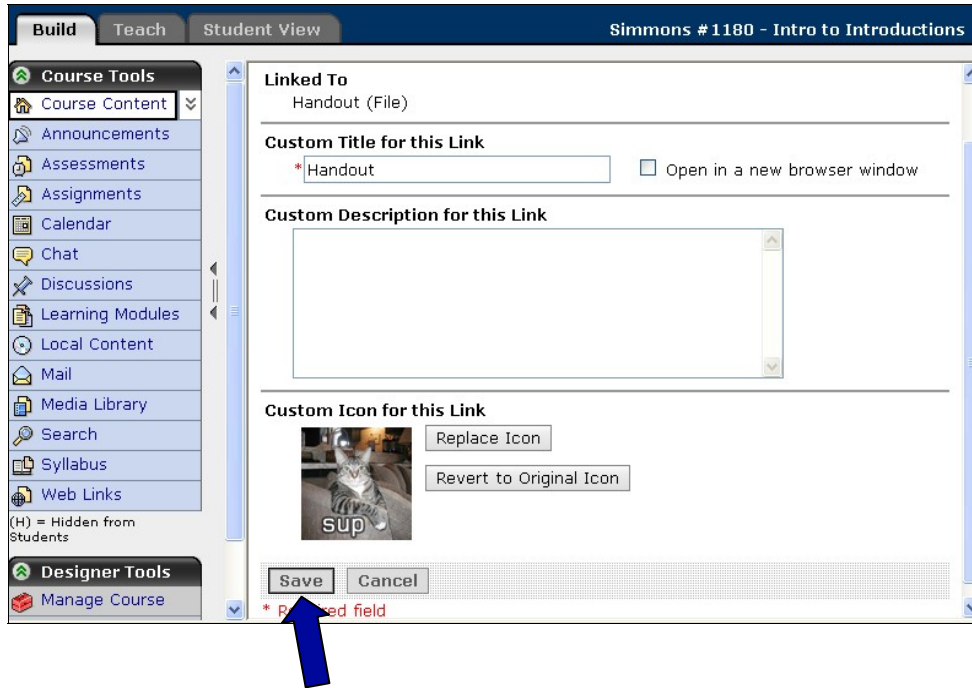 Build Teach Student View Simmons #1180 - Intro to Introductions
Course Tools
Course Content
Announcements
Assessments
Assignments
Calendar
Chat
Discussions
Learning Modules
Local Content
Mail
Media Library
Search
Syllabus
Web Links
(H) = Hidden from
Students
Designer Tools
Manage Course
Linked To
Handout (File)
Custom Title for this Link
*Handout Open in a new browser window
Custom Description for this Link
Custom Icon for this Link
sup
Replace Icon
Revert to Original Icon
Save Cancel
* Required field